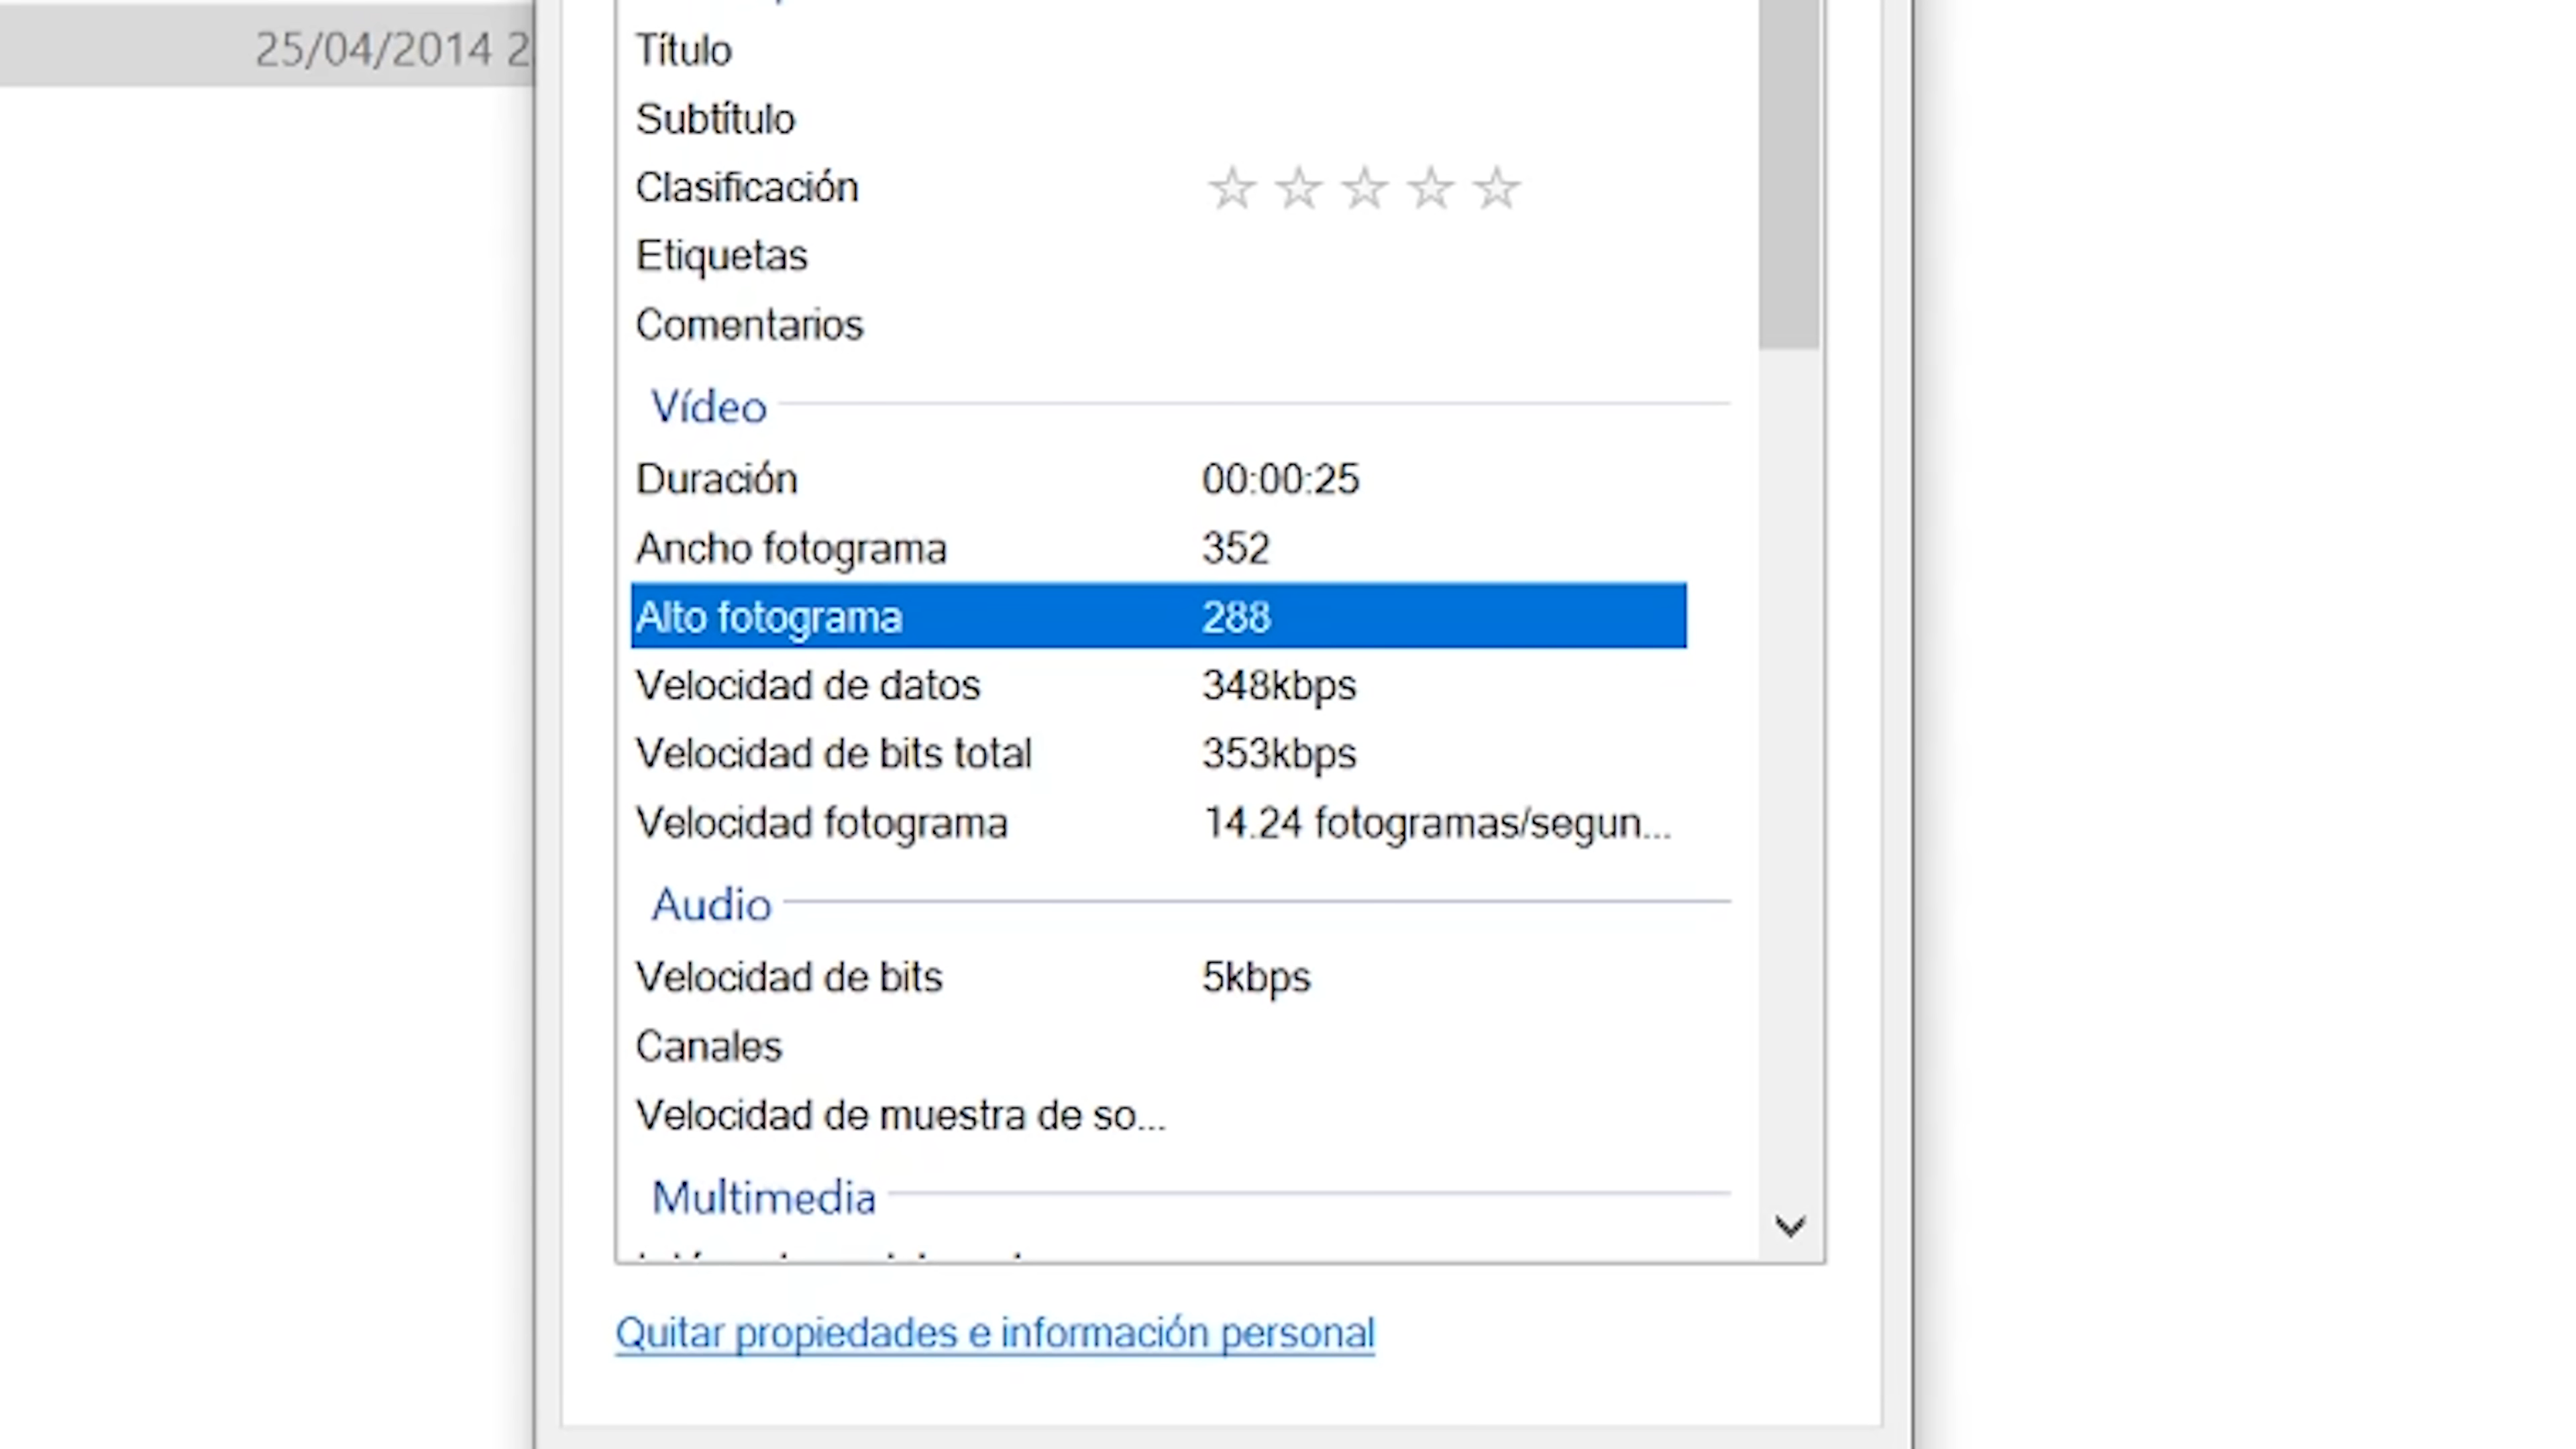 25/04/2014 2
Título
Subtítulo
Clasificación
Etiquetas
Comentarios
Vídeo
Duración 00:00:25
Ancho fotograma 352
Alto fotograma 288
Velocidad de datos 348kbps
Velocidad de bits total 353kbps
Velocidad fotograma 14.24 fotogramas/segun...
Audio
Velocidad de bits 5kbps
Canales
Velocidad de muestra de so...
Multimedia
Quitar propiedades e información personal